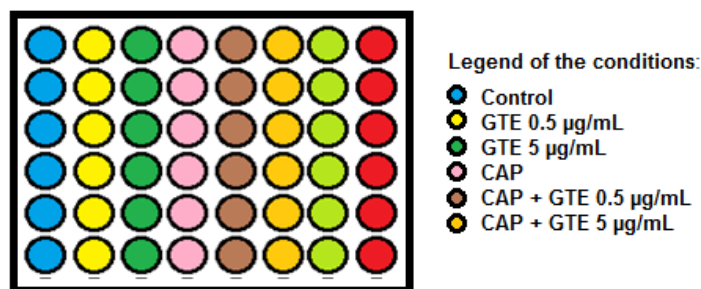 Legend of the conditions:
Control
GTE 0.5 µg/mL
GTE 5 µg/mL
CAP
CAP + GTE 0.5 µg/mL
CAP + GTE 5 µg/mL